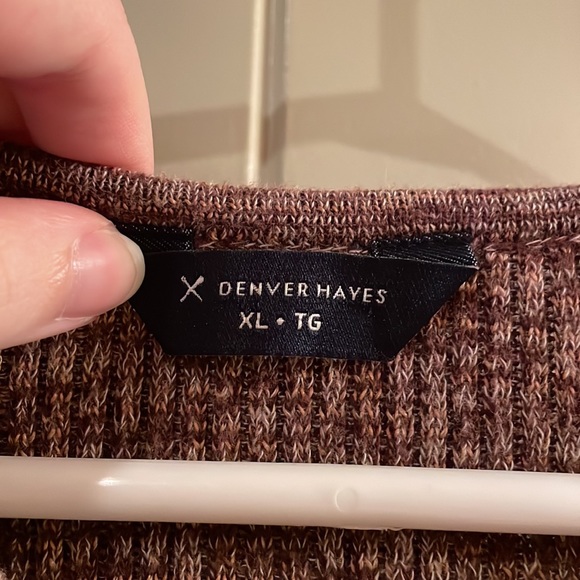 DENVER HAYES
XL • TG